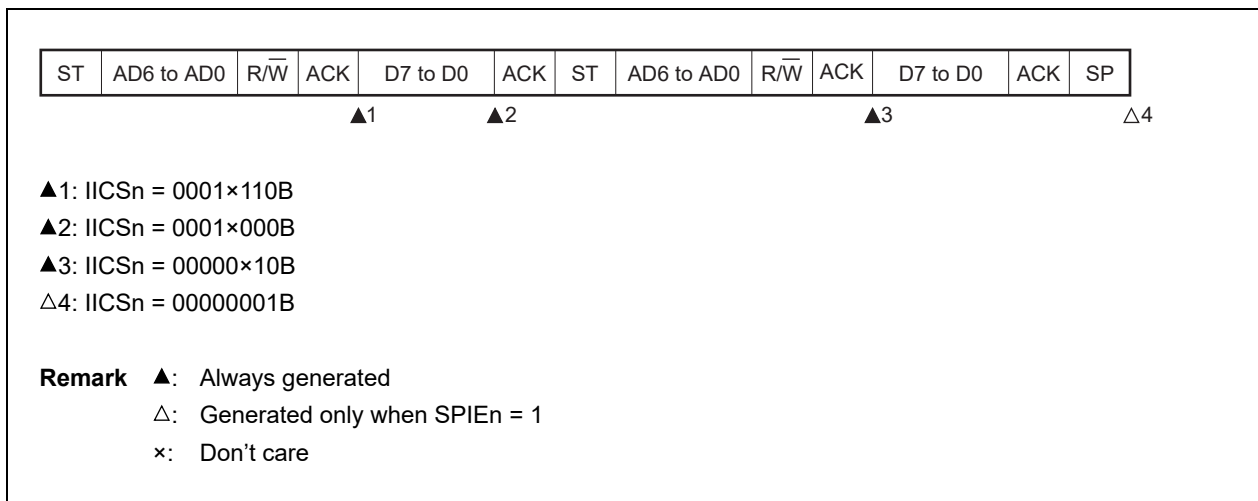 ST AD6 to AD0 R/W̅ ACK D7 to D0 ACK ST AD6 to AD0 R/W̅ ACK D7 to D0 ACK SP
▲1 ▲2 ▲3 △4
▲1: IICSn = 0001×110B
▲2: IICSn = 0001×000B
▲3: IICSn = 00000×10B
△4: IICSn = 00000001B
Remark ▲: Always generated
△: Generated only when SPIEn = 1
×: Don’t care